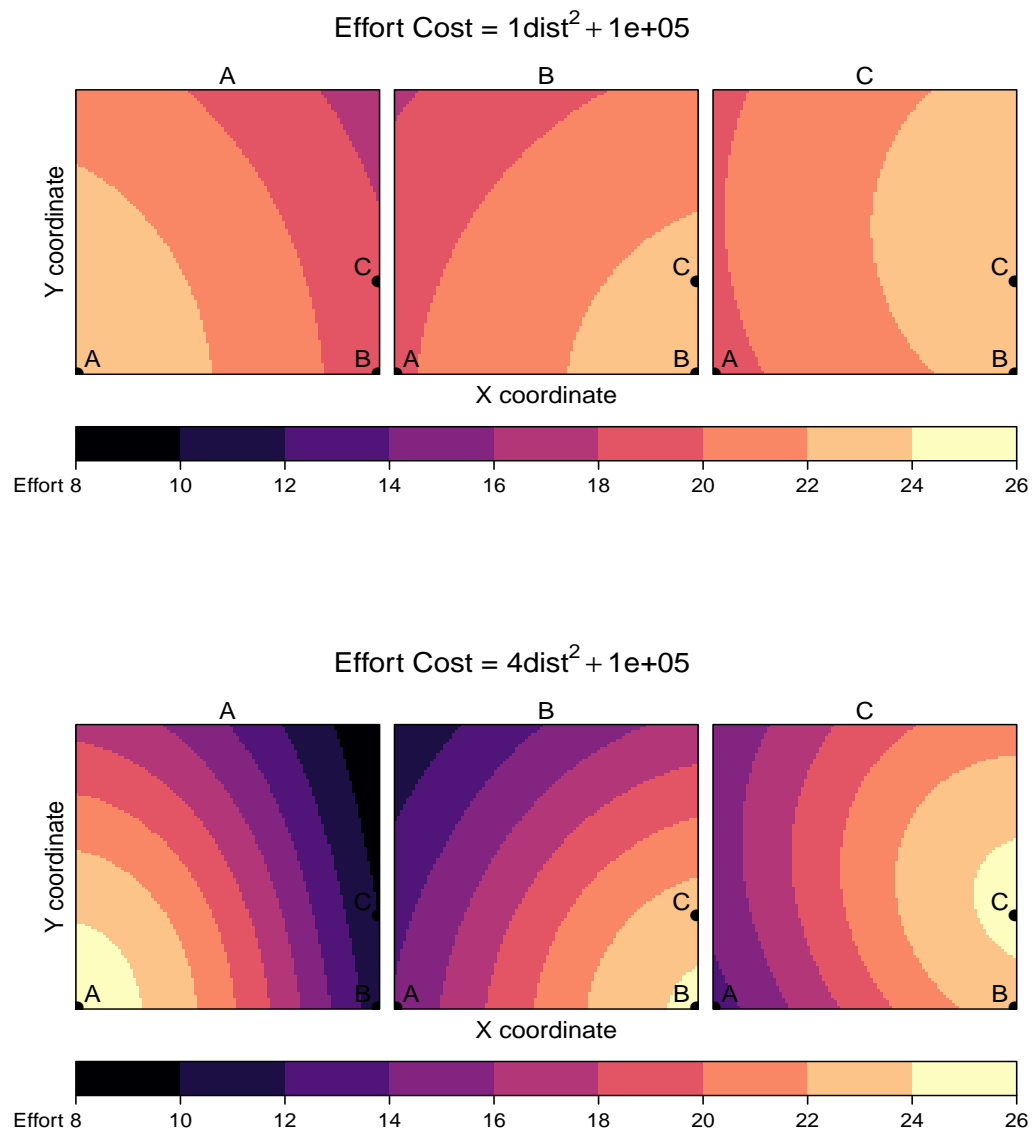 Effort Cost = 1dist² + 1e+05
A B C
Y coordinate
C C C
A B A B A B
X coordinate
Effort 8 10 12 14 16 18 20 22 24 26
Effort Cost = 4dist² + 1e+05
A B C
Y coordinate
C C C
A B A B A B
X coordinate
Effort 8 10 12 14 16 18 20 22 24 26